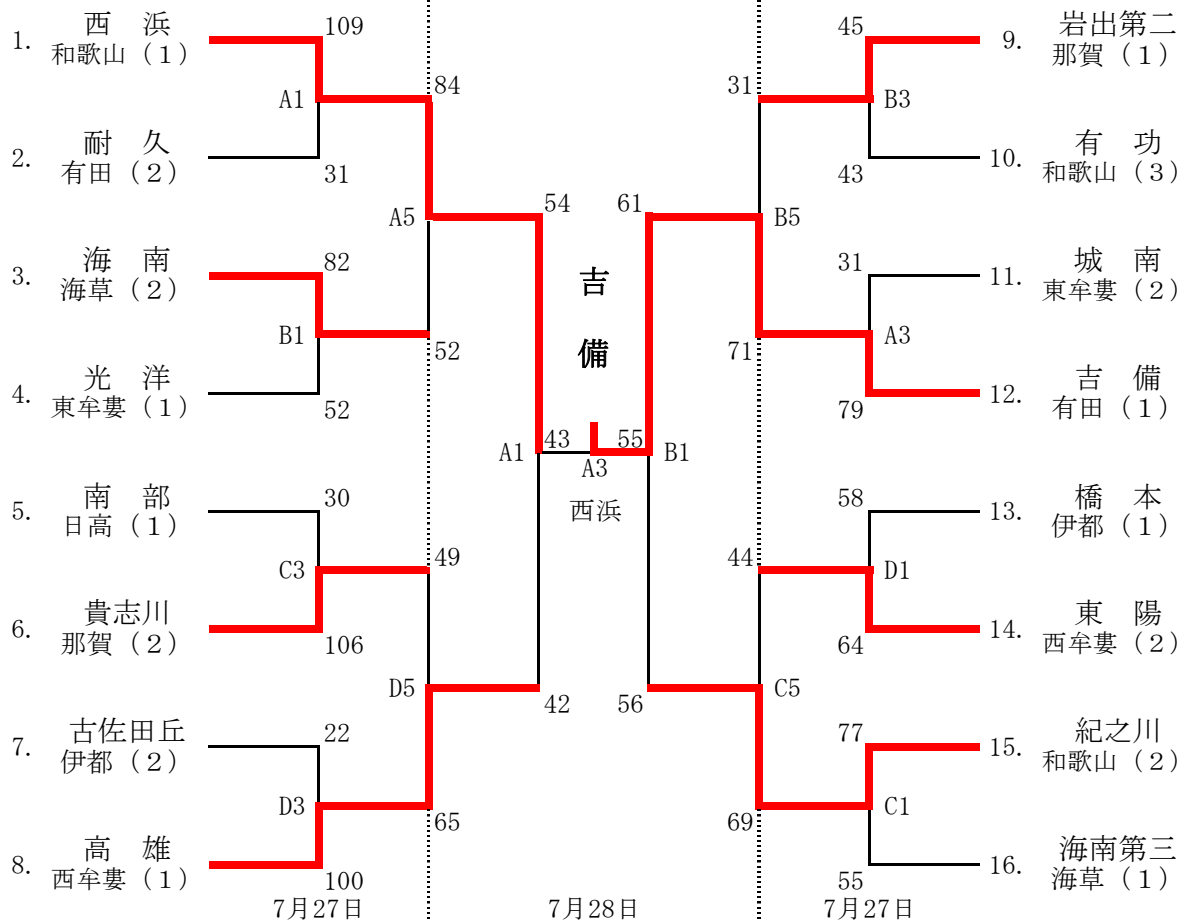 1. 西 浜
和歌山（１）
109
A1
2. 耐 久
有田（２）
31
84
A5
3. 海 南
海草（２）
82
B1
4. 光 洋
東牟婁（１）
52
52
5. 南 部
日高（１）
30
C3
6. 貴志川
那賀（２）
106
49
D5
7. 古佐田丘
伊都（２）
22
D3
8. 高 雄
西牟婁（１）
100
65
54
A1
42
吉
備
43
A3
55
西浜
61
B1
56
9. 岩出第二
那賀（１）
45
B3
10. 有 功
和歌山（３）
43
31
B5
11. 城 南
東牟婁（２）
31
A3
12. 吉 備
有田（１）
79
71
13. 橋 本
伊都（１）
58
D1
14. 東 陽
西牟婁（２）
64
44
C5
15. 紀之川
和歌山（２）
77
C1
16. 海南第三
海草（１）
55
69
7月27日
7月28日
7月27日